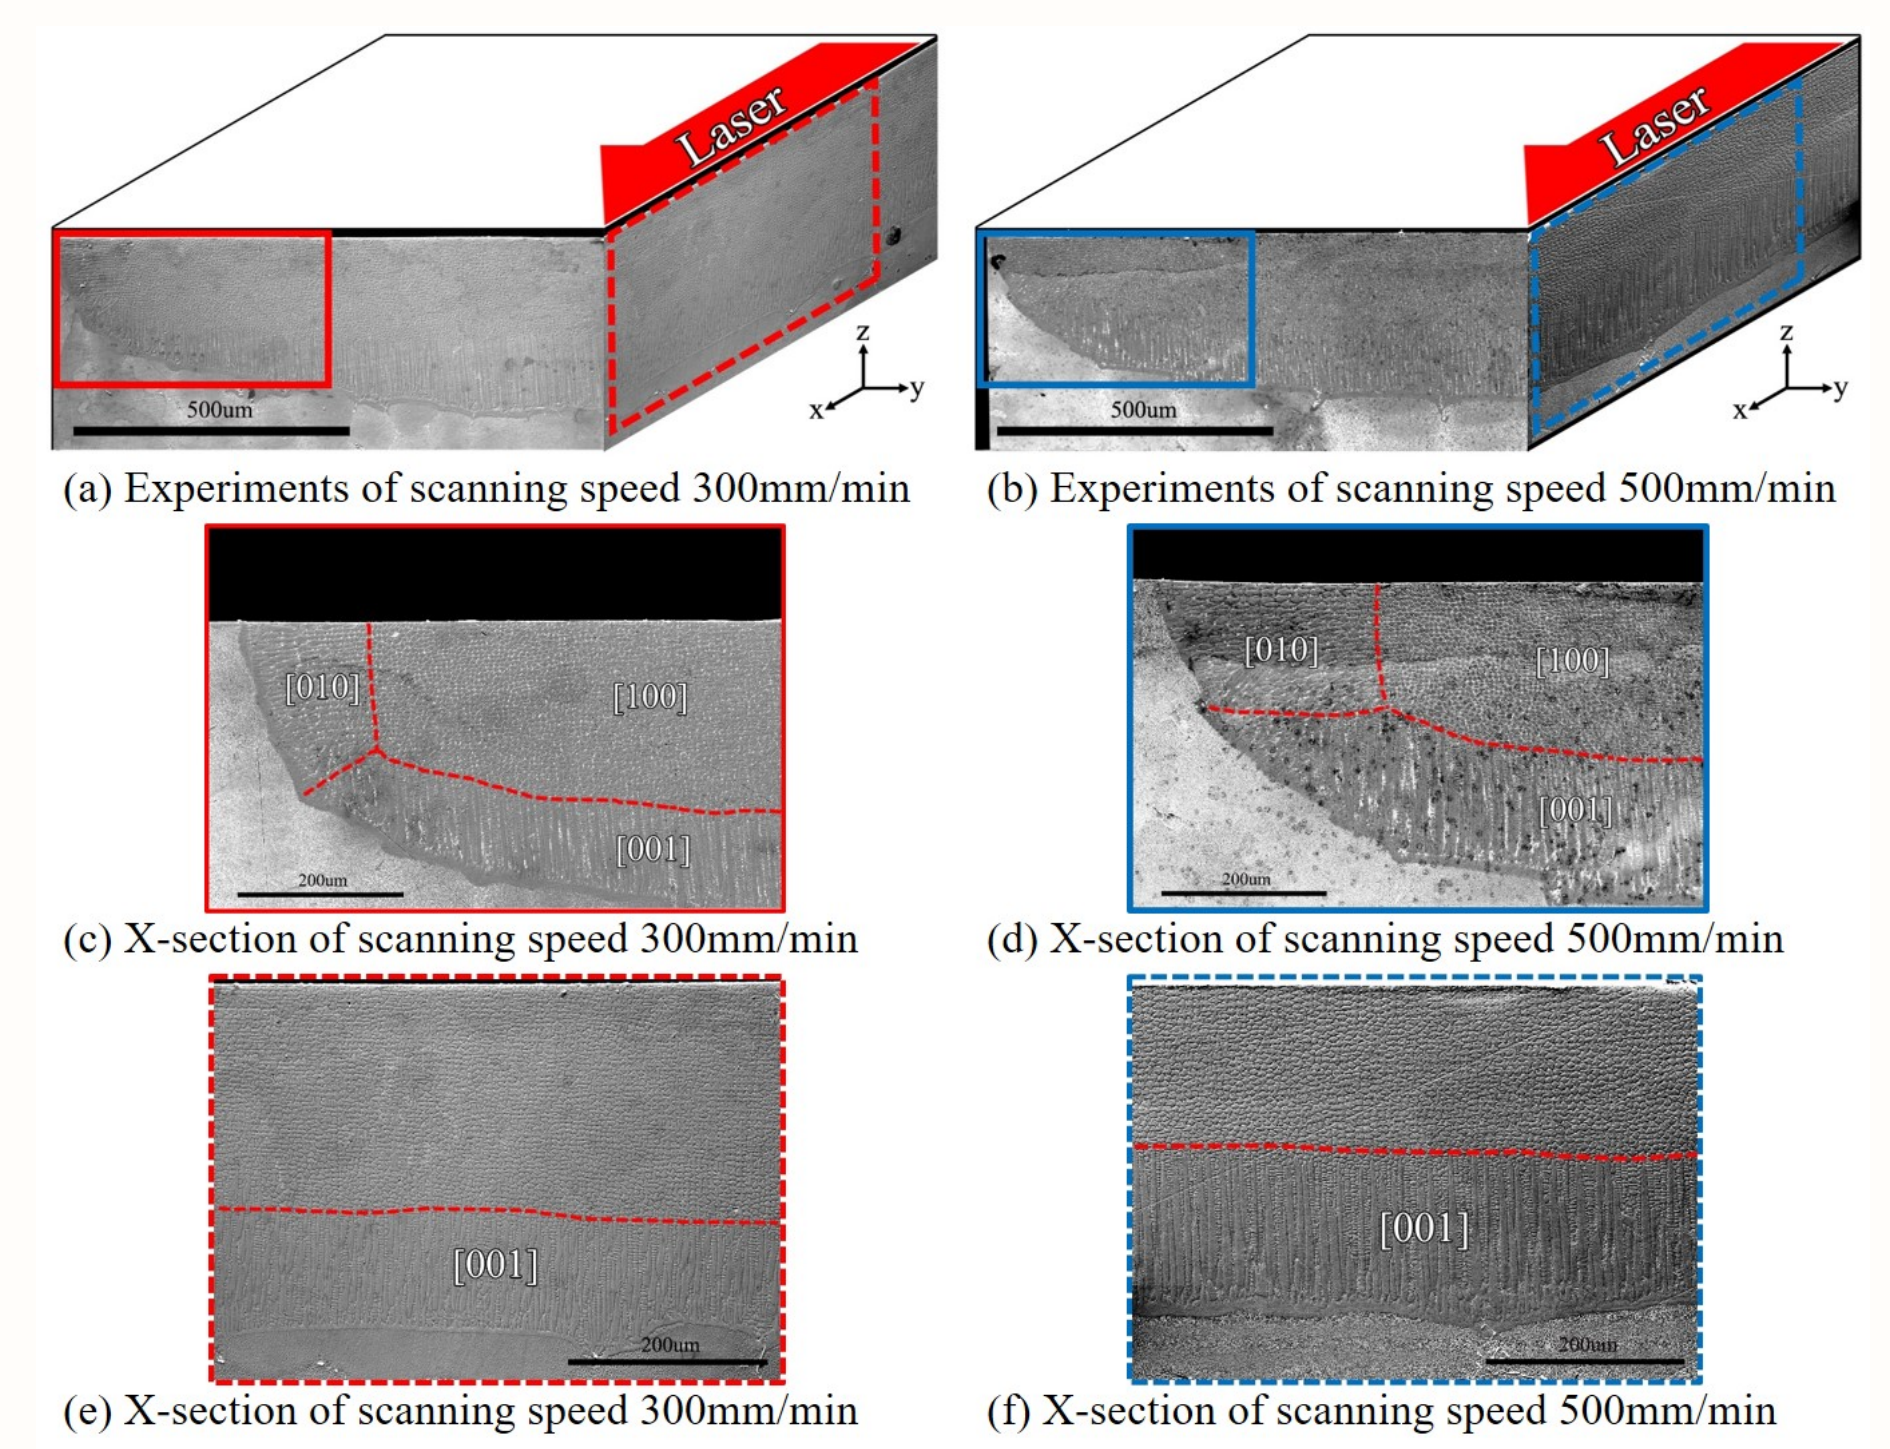 Laser
Laser
z
y
x
500um
z
y
x
500um
(a) Experiments of scanning speed 300mm/min
(b) Experiments of scanning speed 500mm/min
[010]
[100]
[001]
200um
[010]
[100]
[001]
200um
(c) X-section of scanning speed 300mm/min
(d) X-section of scanning speed 500mm/min
[001]
200um
[001]
200um
(e) X-section of scanning speed 300mm/min
(f) X-section of scanning speed 500mm/min